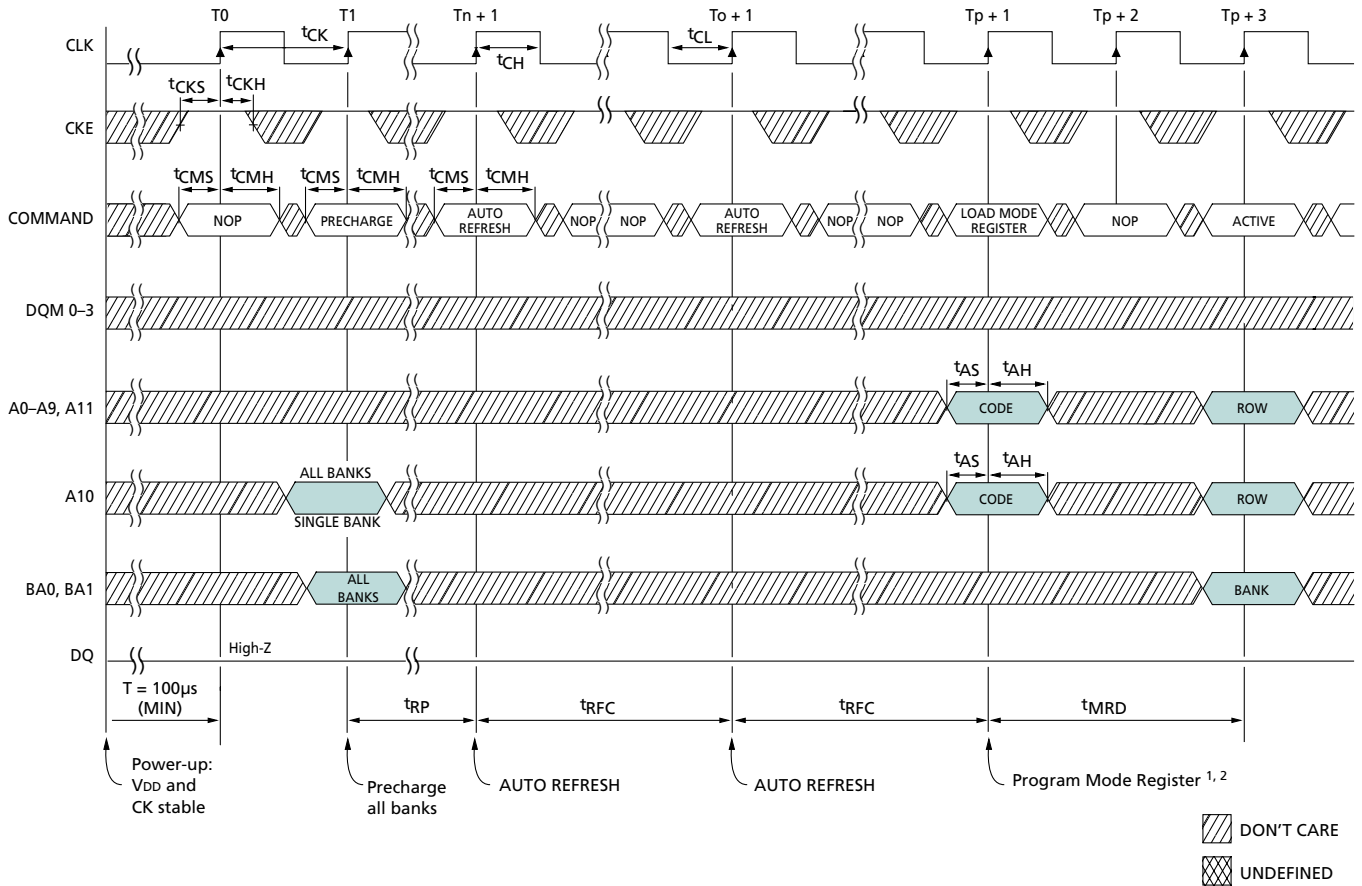 T0 T1 Tn + 1 To + 1 Tp + 1 Tp + 2 Tp + 3
CLK tCK tCH tCL
tCKS tCKH
CKE
tCMS tCMH tCMS tCMH tCMS tCMH
COMMAND NOP PRECHARGE AUTO REFRESH NOP NOP AUTO REFRESH NOP NOP LOAD MODE REGISTER NOP ACTIVE
DQM 0–3
tAS tAH
A0–A9, A11 CODE ROW
ALL BANKS tAS tAH
A10 CODE ROW
SINGLE BANK
BA0, BA1 ALL BANKS BANK
DQ High-Z
T = 100µs
(MIN)
tRP tRFC tRFC tMRD
Power-up:
VDD and
CK stable
Precharge
all banks
AUTO REFRESH
AUTO REFRESH
Program Mode Register 1, 2
DON'T CARE
UNDEFINED